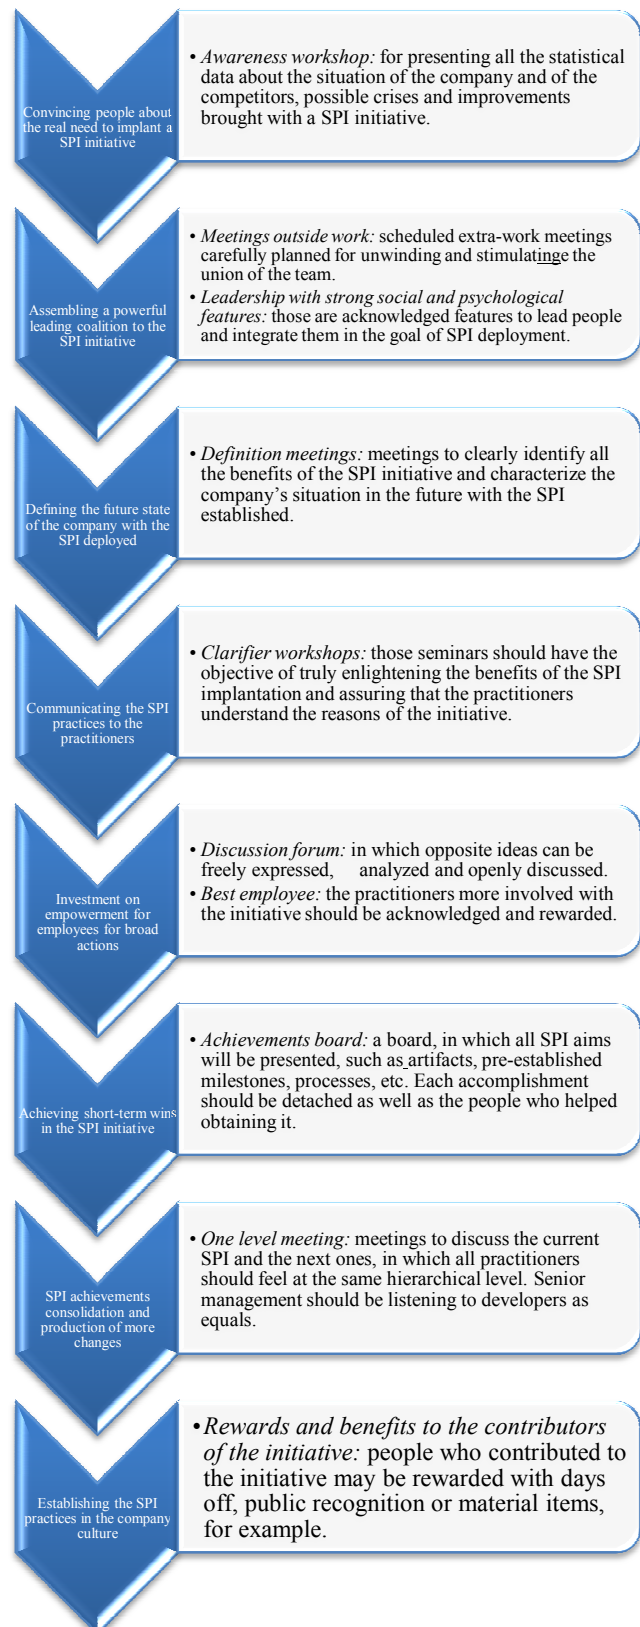 Convincing people about
the real need to implant a
SPI initiative
• Awareness workshop: for presenting all the statistical
data about the situation of the company and of the
competitors, possible crises and improvements
brought with a SPI initiative.
Assembling a powerful
leading coalition to the
SPI initiative
• Meetings outside work: scheduled extra-work meetings
carefully planned for unwinding and stimulatinge the
union of the team.
• Leadership with strong social and psychological
features: those are acknowledged features to lead people
and integrate them in the goal of SPI deployment.
Defining the future state
of the company with the
SPI deployed
• Definition meetings: meetings to clearly identify all
the benefits of the SPI initiative and characterize the
company's situation in the future with the SPI
established.
Communicating the SPI
practices to the
practitioners
• Clarifier workshops: those seminars should have the
objective of truly enlightening the benefits of the SPI
implantation and assuring that the practitioners
understand the reasons of the initiative.
Investment on
empowerment for
employees for broad
actions
• Discussion forum: in which opposite ideas can be
freely expressed, analyzed and openly discussed.
• Best employee: the practitioners more involved with
the initiative should be acknowledged and rewarded.
Achieving short-term wins
in the SPI initiative
• Achievements board: a board, in which all SPI aims
will be presented, such as artifacts, pre-established
milestones, processes, etc. Each accomplishment
should be detached as well as the people who helped
obtaining it.
SPI achievements
consolidation and
production of more
changes
• One level meeting: meetings to discuss the current
SPI and the next ones, in which all practitioners
should feel at the same hierarchical level. Senior
management should be listening to developers as
equals.
Establishing the SPI
practices in the company
culture
• Rewards and benefits to the contributors
of the initiative: people who contributed to
the initiative may be rewarded with days
off, public recognition or material items,
for example.